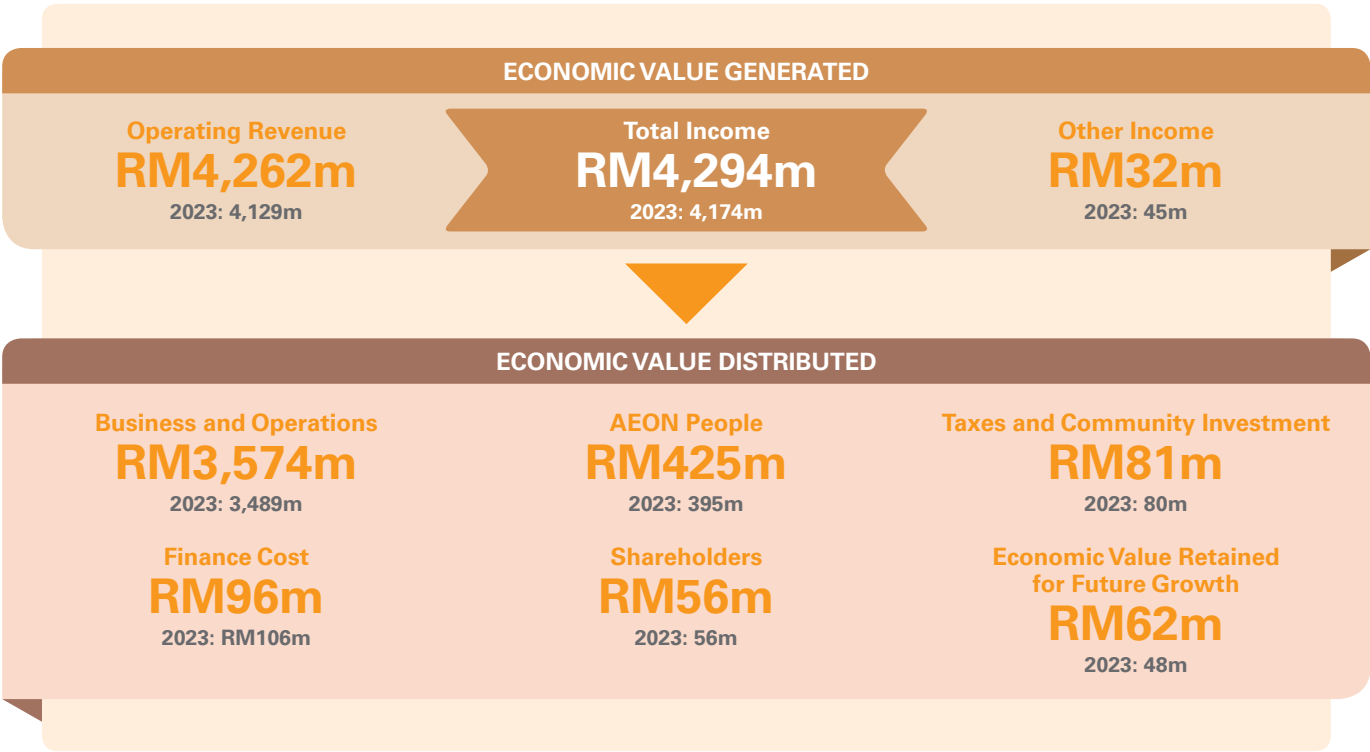 ECONOMIC VALUE GENERATED
Operating Revenue
RM4,262m
2023: 4,129m
Total Income
RM4,294m
2023: 4,174m
Other Income
RM32m
2023: 45m
ECONOMIC VALUE DISTRIBUTED
Business and Operations
RM3,574m
2023: 3,489m
AEON People
RM425m
2023: 395m
Taxes and Community Investment
RM81m
2023: 80m
Finance Cost
RM96m
2023: RM106m
Shareholders
RM56m
2023: 56m
Economic Value Retained
for Future Growth
RM62m
2023: 48m